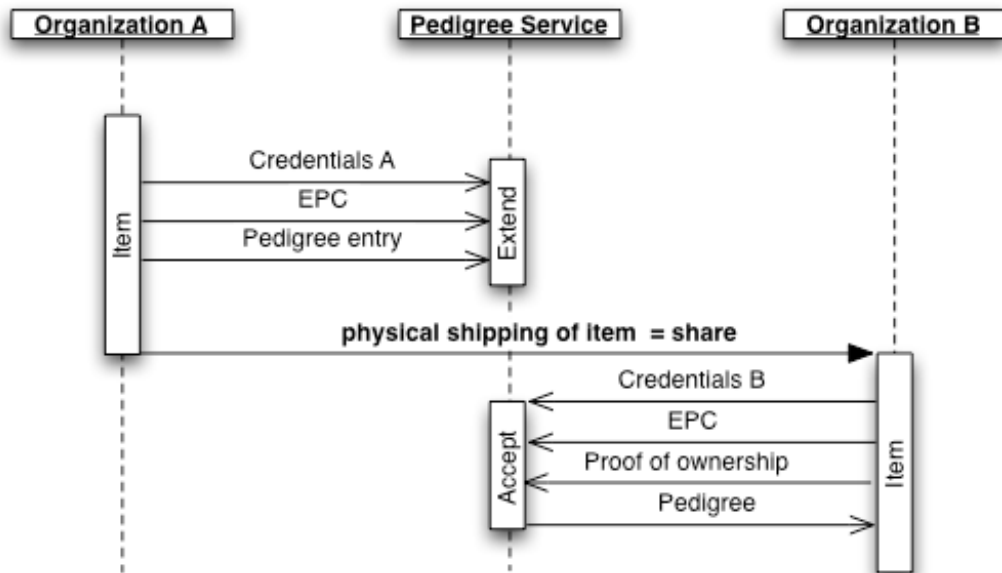 Organization A
Pedigree Service
Organization B
Credentials A
EPC
Pedigree entry
Item
Extend
physical shipping of item = share
Credentials B
EPC
Proof of ownership
Pedigree
Accept
Item